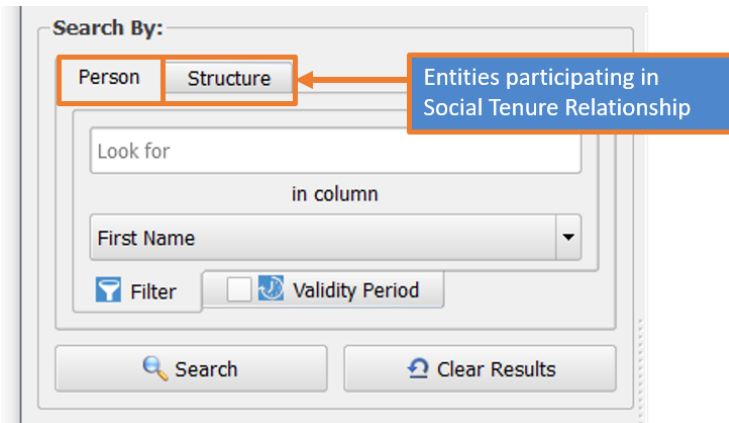 Search By:
Person
Structure
Entities participating in
Social Tenure Relationship
Look for
in column
First Name
Filter
Validity Period
Search
Clear Results